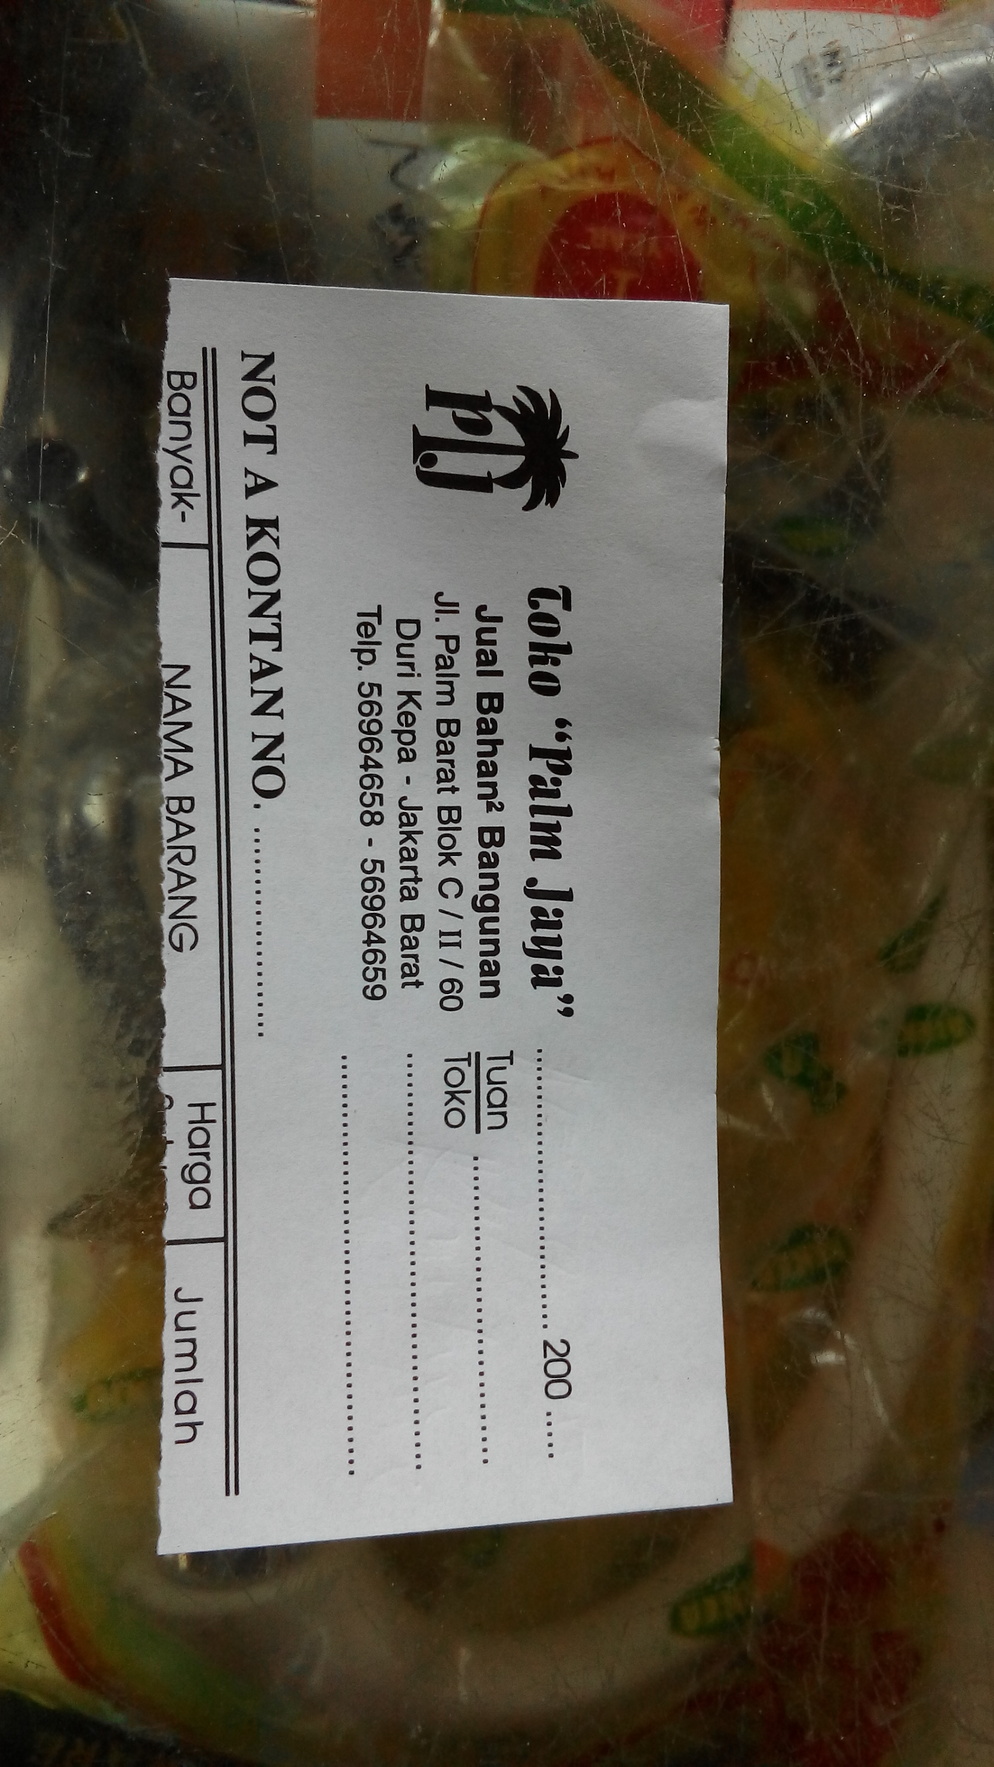 PJ
Toko “Palm Jaya”
Jual Bahan² Bangunan
Jl. Palm Barat Blok C / II / 60
Duri Kepa - Jakarta Barat
Telp. 56964658 - 56964659
.................................. 200 ......
Tuan
Toko ......................................
....................................................
....................................................
NOT A KONTAN NO. ..........................
Banyak- NAMA BARANG Harga Jumlah